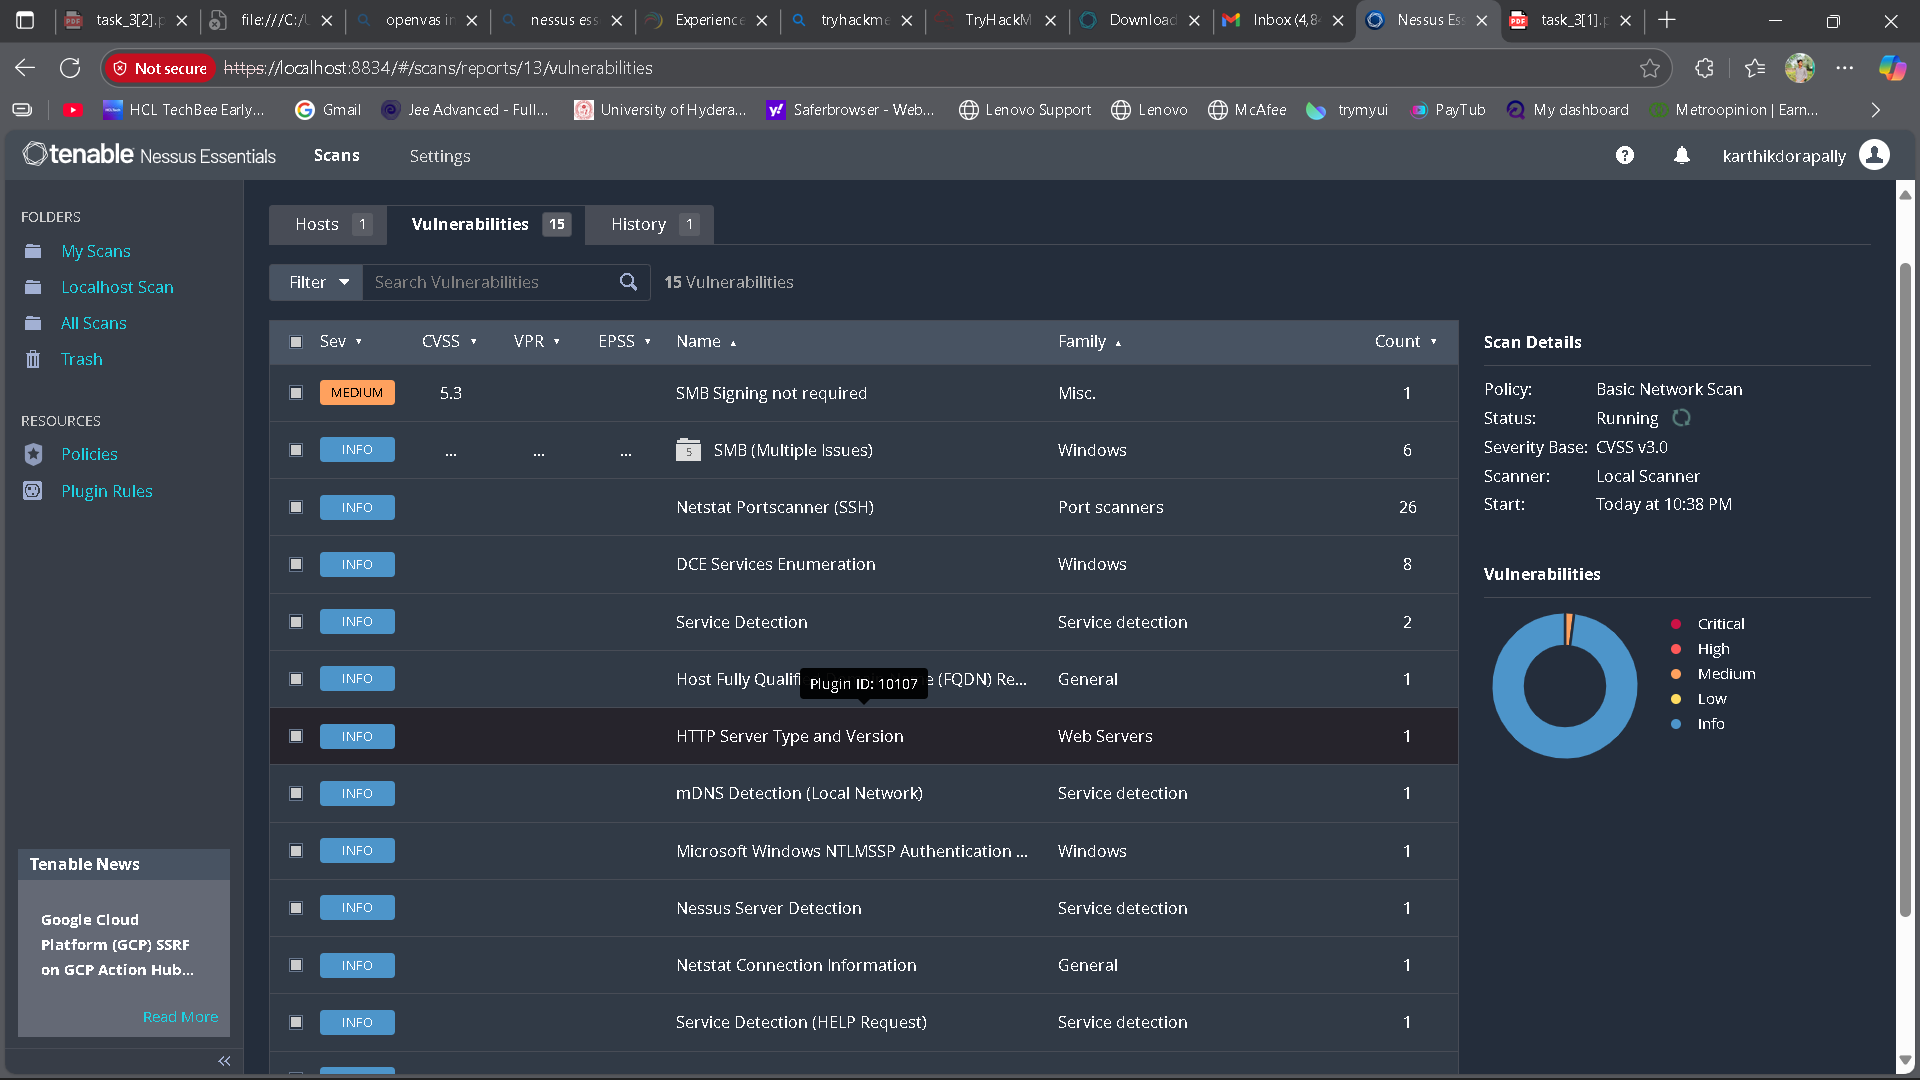 task_3[2].p
file:///C:/U
openvas in
nessus ess
Experience
tryhackme
TryHackM
Download
Inbox (4,84
Nessus Ess
task_3[1].p
Not secure
https://localhost:8834/#/scans/reports/13/vulnerabilities
HCL TechBee Early...
Gmail
Jee Advanced - Full...
University of Hydera...
Saferbrowser - Web...
Lenovo Support
Lenovo
McAfee
trymyui
PayTub
My dashboard
Metroopinion | Earn...
tenable Nessus Essentials
Scans
Settings
karthikdorapally
FOLDERS
My Scans
Localhost Scan
All Scans
Trash
RESOURCES
Policies
Plugin Rules
Tenable News
Google Cloud
Platform (GCP) SSRF
on GCP Action Hub...
Read More
Hosts 1
Vulnerabilities 15
History 1
Filter
Search Vulnerabilities
15 Vulnerabilities
Sev CVSS VPR EPSS Name Family Count
MEDIUM 5.3 SMB Signing not required Misc. 1
INFO ... ... ... 5 SMB (Multiple Issues) Windows 6
INFO Netstat Portscanner (SSH) Port scanners 26
INFO DCE Services Enumeration Windows 8
INFO Service Detection Service detection 2
INFO Host Fully Qualifi e (FQDN) Re... General 1
Plugin ID: 10107
INFO HTTP Server Type and Version Web Servers 1
INFO mDNS Detection (Local Network) Service detection 1
INFO Microsoft Windows NTLMSSP Authentication ... Windows 1
INFO Nessus Server Detection Service detection 1
INFO Netstat Connection Information General 1
INFO Service Detection (HELP Request) Service detection 1
Scan Details
Policy: Basic Network Scan
Status: Running
Severity Base: CVSS v3.0
Scanner: Local Scanner
Start: Today at 10:38 PM
Vulnerabilities
Critical
High
Medium
Low
Info